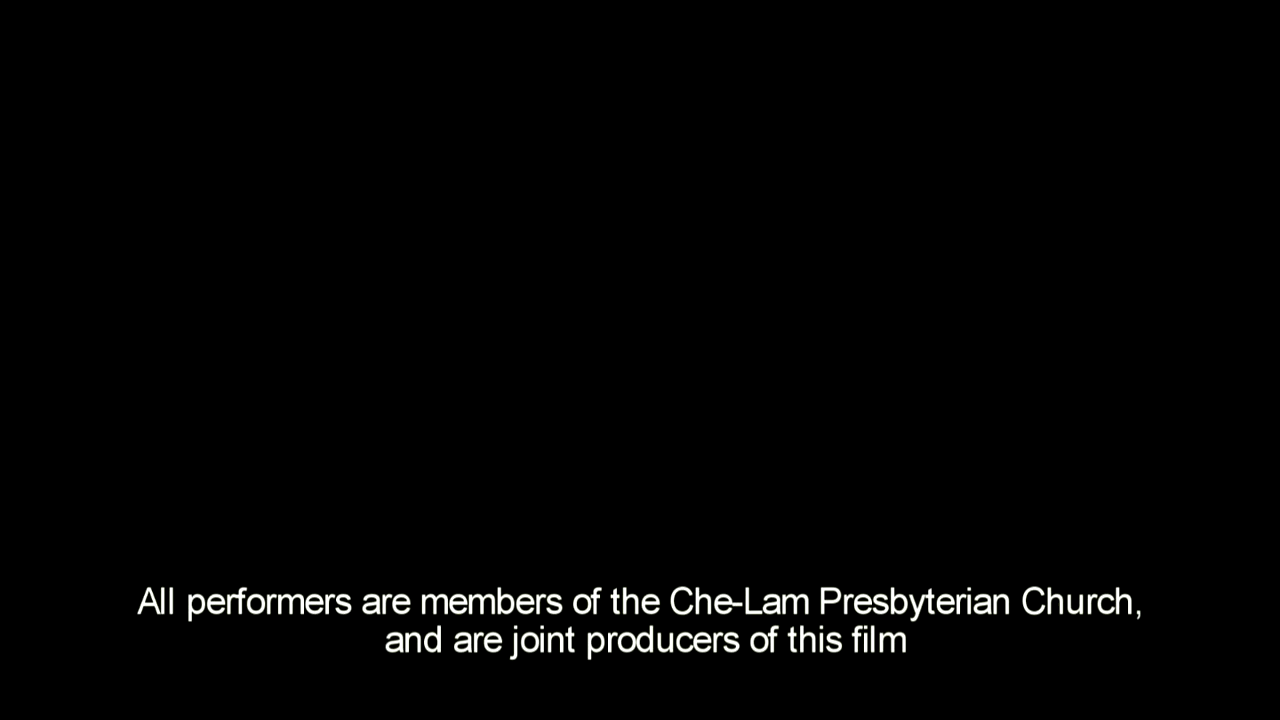 All performers are members of the Che-Lam Presbyterian Church,
and are joint producers of this film